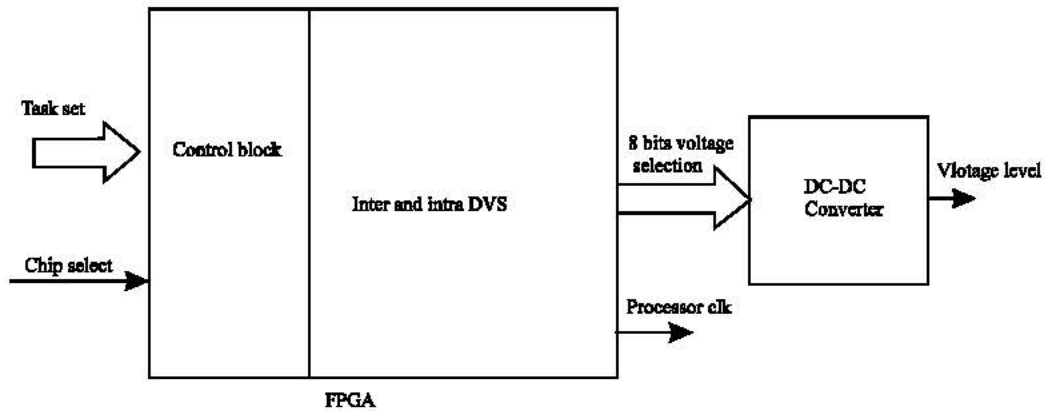 Task set
Control block
Chip select
Inter and intra DVS
8 bits voltage
selection
Processor clk
DC-DC
Converter
Vlotage level
FPGA